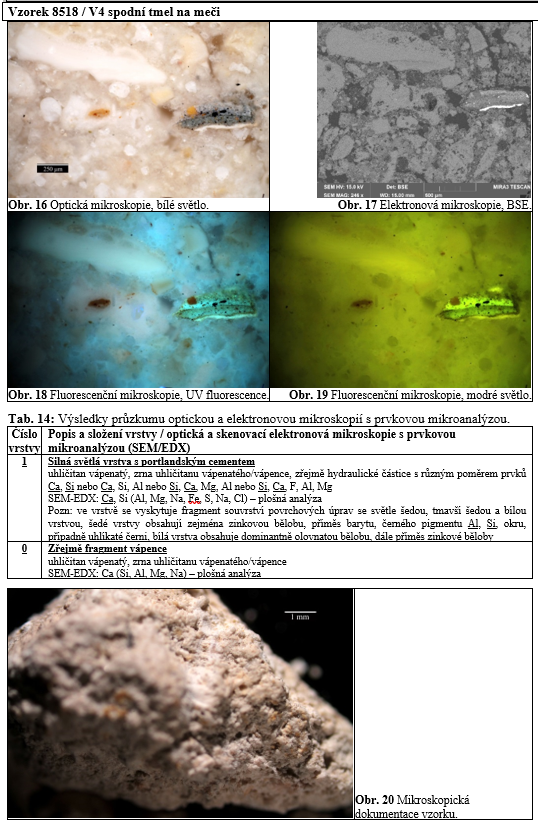 Vzorek 8518 / V4 spodní tmel na meči
250 µm
SEM HV: 15.0 kV Det: BSE MIRA3 TESCAN
SEM MAG: 246 x WD: 15.00 mm 500 µm
Obr. 16 Optická mikroskopie, bílé světlo.
Obr. 17 Elektronová mikroskopie, BSE.
Obr. 18 Fluorescenční mikroskopie, UV fluorescence.
Obr. 19 Fluorescenční mikroskopie, modré světlo.
Tab. 14: Výsledky průzkumu optickou a elektronovou mikroskopií s prvkovou mikroanalýzou.
Číslo vrstvy
Popis a složení vrstvy / optická a skenovací elektronová mikroskopie s prvkovou
mikroanalýzou (SEM/EDX)
1
Silná světlá vrstva s portlandským cementem
uhličitan vápenatý, zrna uhličitanu vápenatého/vápence, zřejmě hydraulické částice s různým poměrem prvků
Ca, Si nebo Ca, Si, Al nebo Si, Ca, Mg, Al nebo Si, Ca, F, Al, Mg
SEM-EDX: Ca, Si (Al, Mg, Na, Fe, S, Na, Cl) – plošná analýza
Pozn: ve vrstvě se vyskytuje fragment souvrství povrchových úprav se světle šedou, tmavší šedou a bílou
vrstvou, šedé vrstvy obsahují zejména zinkovou bělobu, příměs barytu, černého pigmentu Al, Si, okru,
případně uhlíkaté černi, bílá vrstva obsahuje dominantně olovnatou bělobu, dále příměs zinkové běloby
0
Zřejmě fragment vápence
uhličitan vápenatý, zrna uhličitanu vápenatého/vápence
SEM-EDX: Ca (Si, Al, Mg, Na) – plošná analýza
1 mm
Obr. 20 Mikroskopická
dokumentace vzorku.